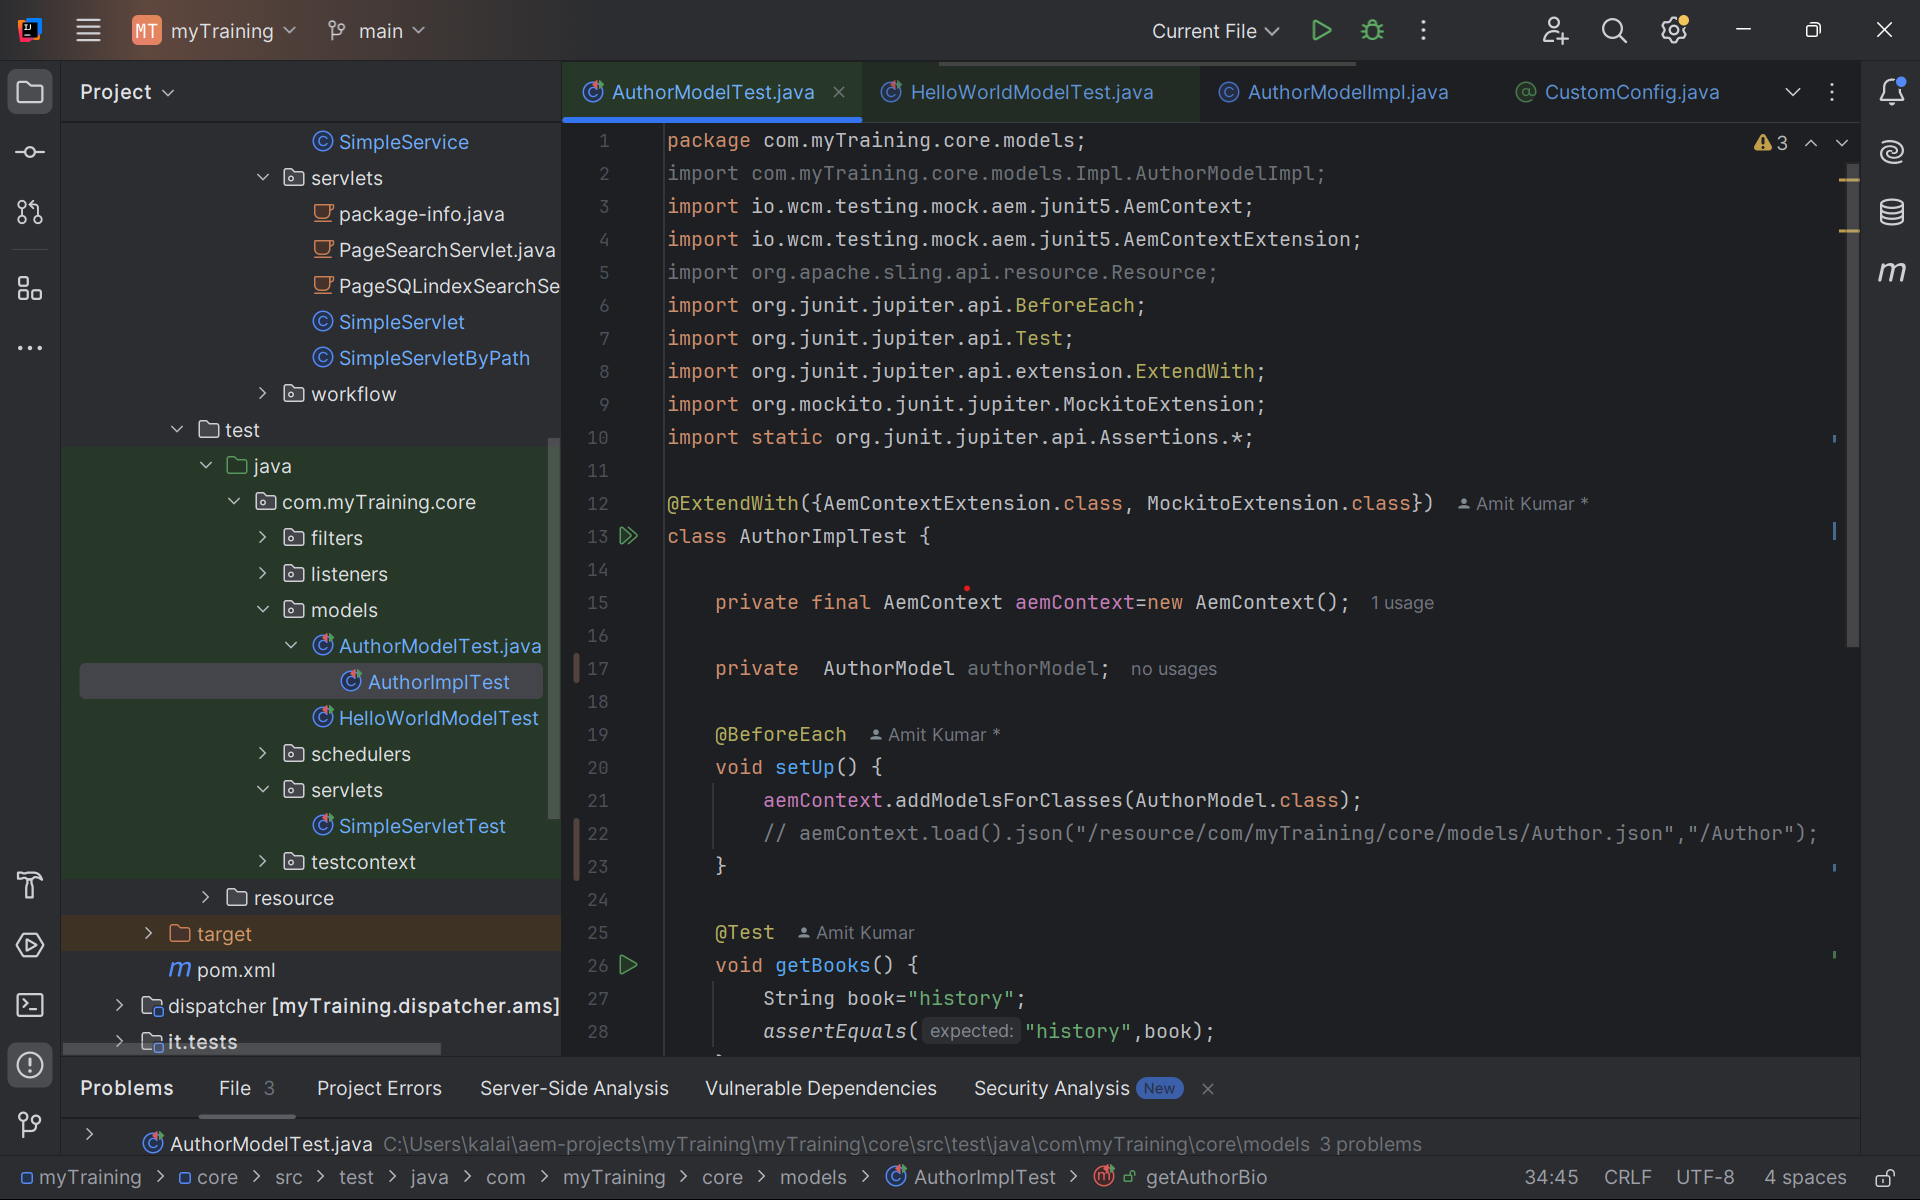 MT myTraining main Current File
Project
AuthorModelTest.java HelloWorldModelTest.java AuthorModelImpl.java CustomConfig.java
SimpleService
servlets
package-info.java
PageSearchServlet.java
PageSQLindexSearchSe
SimpleServlet
SimpleServletByPath
workflow
test
java
com.myTraining.core
filters
listeners
models
AuthorModelTest.java
AuthorImplTest
HelloWorldModelTest
schedulers
servlets
SimpleServletTest
testcontext
resource
target
m pom.xml
dispatcher [myTraining.dispatcher.ams]
it.tests
3
1 package com.myTraining.core.models;
2 import com.myTraining.core.models.Impl.AuthorModelImpl;
3 import io.wcm.testing.mock.aem.junit5.AemContext;
4 import io.wcm.testing.mock.aem.junit5.AemContextExtension;
5 import org.apache.sling.api.resource.Resource;
6 import org.junit.jupiter.api.BeforeEach;
7 import org.junit.jupiter.api.Test;
8 import org.junit.jupiter.api.extension.ExtendWith;
9 import org.mockito.junit.jupiter.MockitoExtension;
10 import static org.junit.jupiter.api.Assertions.*;
11
12 @ExtendWith({AemContextExtension.class, MockitoExtension.class}) Amit Kumar *
13 class AuthorImplTest {
14
15 private final AemContext aemContext=new AemContext(); 1 usage
16
17 private  AuthorModel authorModel; no usages
18
19 @BeforeEach Amit Kumar *
20 void setUp() {
21 aemContext.addModelsForClasses(AuthorModel.class);
22 // aemContext.load().json("/resource/com/myTraining/core/models/Author.json","/Author");
23 }
24
25 @Test Amit Kumar
26 void getBooks() {
27 String book="history";
28 assertEquals( expected: "history",book);
m
Problems File 3 Project Errors Server-Side Analysis Vulnerable Dependencies Security Analysis New
AuthorModelTest.java C:\Users\kalai\aem-projects\myTraining\myTraining\core\src\test\java\com\myTraining\core\models 3 problems
myTraining > core > src > test > java > com > myTraining > core > models > AuthorImplTest > getAuthorBio 34:45 CRLF UTF-8 4 spaces